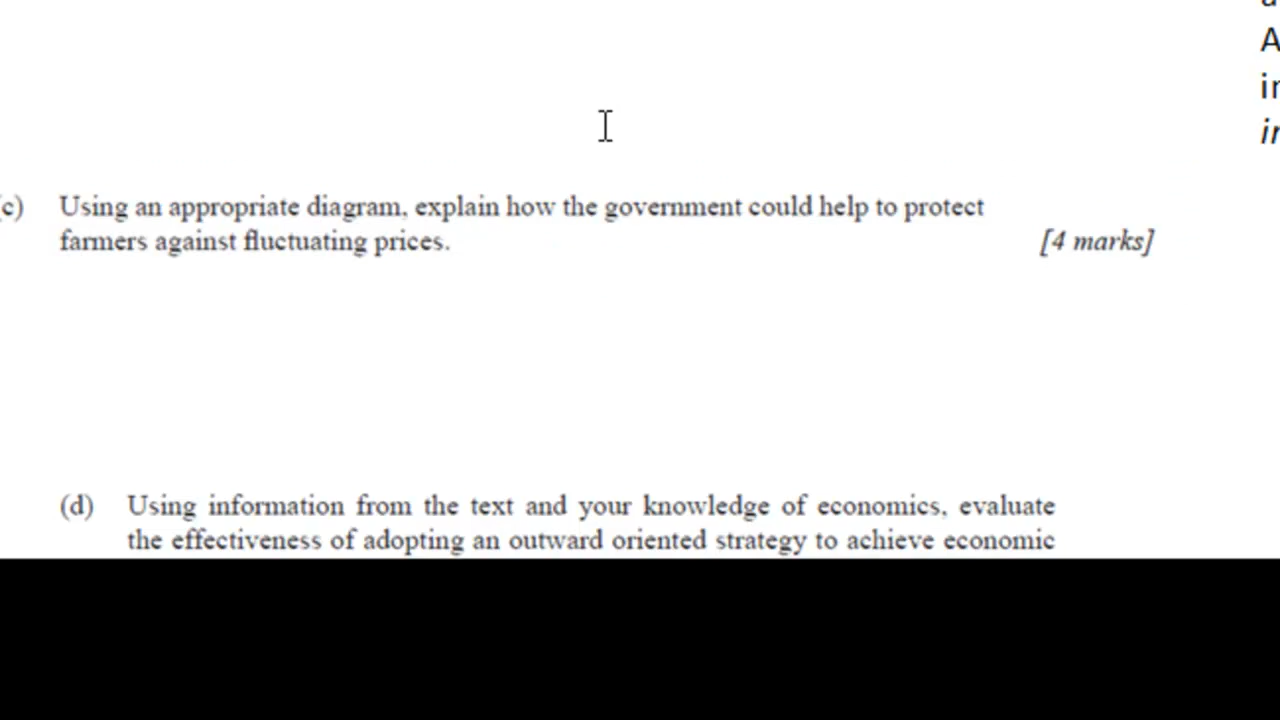 A
(c) Using an appropriate diagram, explain how the government could help to protect
farmers against fluctuating prices. [4 marks]
(d) Using information from the text and your knowledge of economics, evaluate
the effectiveness of adopting an outward oriented strategy to achieve economic